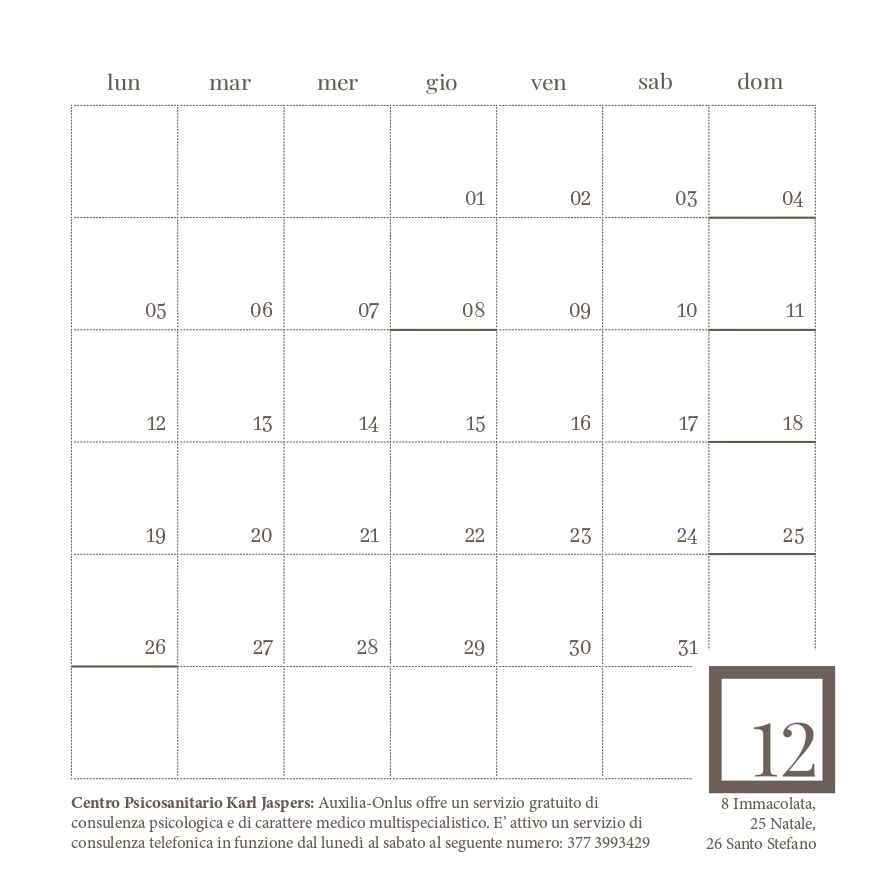 lun mar mer gio ven sab dom
01 02 03 04
05 06 07 08 09 10 11
12 13 14 15 16 17 18
19 20 21 22 23 24 25
26 27 28 29 30 31
12
Centro Psicosanitario Karl Jaspers: Auxilia-Onlus offre un servizio gratuito di
consulenza psicologica e di carattere medico multispecialistico. E’ attivo un servizio di
consulenza telefonica in funzione dal lunedì al sabato al seguente numero: 377 3993429
8 Immacolata,
25 Natale,
26 Santo Stefano